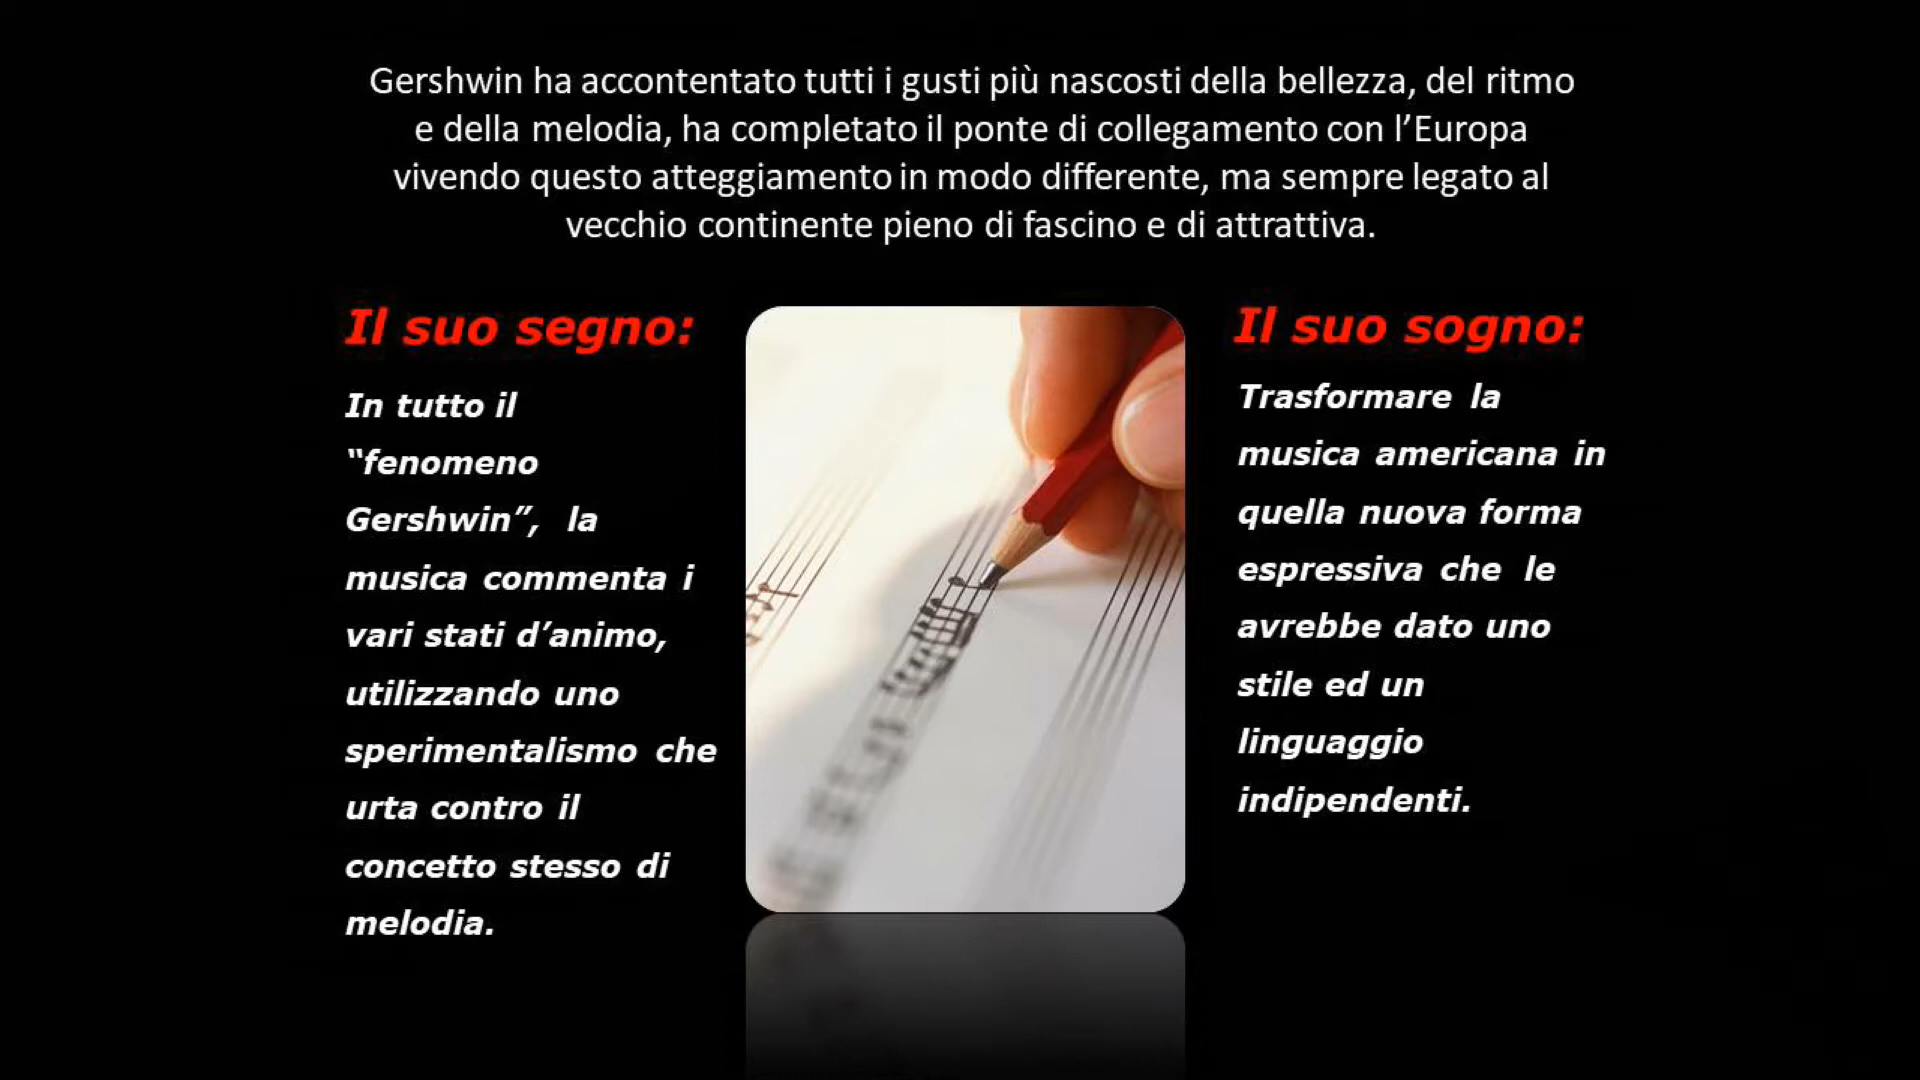 Gershwin ha accontentato tutti i gusti più nascosti della bellezza, del ritmo
e della melodia, ha completato il ponte di collegamento con l’Europa
vivendo questo atteggiamento in modo differente, ma sempre legato al
vecchio continente pieno di fascino e di attrattiva.
Il suo segno:
In tutto il
“fenomeno
Gershwin”, la
musica commenta i
vari stati d’animo,
utilizzando uno
sperimentalismo che
urta contro il
concetto stesso di
melodia.
Il suo sogno:
Trasformare la
musica americana in
quella nuova forma
espressiva che le
avrebbe dato uno
stile ed un
linguaggio
indipendenti.